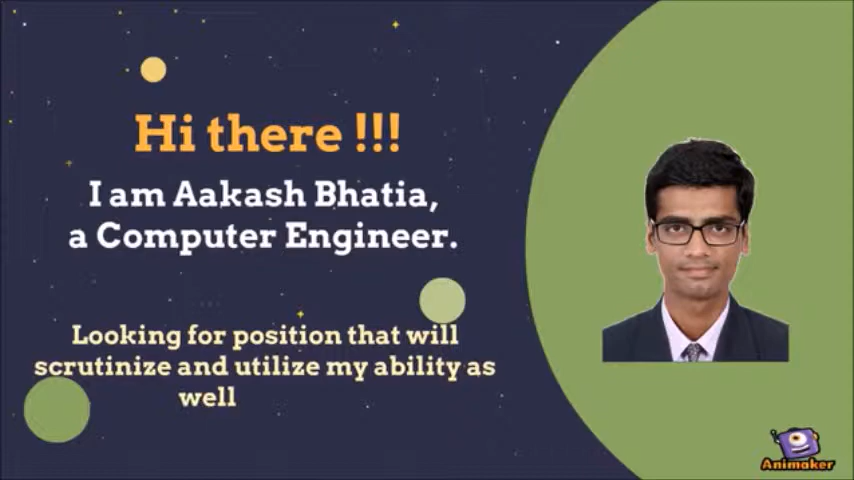 Hi there !!!
I am Aakash Bhatia,
a Computer Engineer.
Looking for position that will
scrutinize and utilize my ability as
well
Animaker